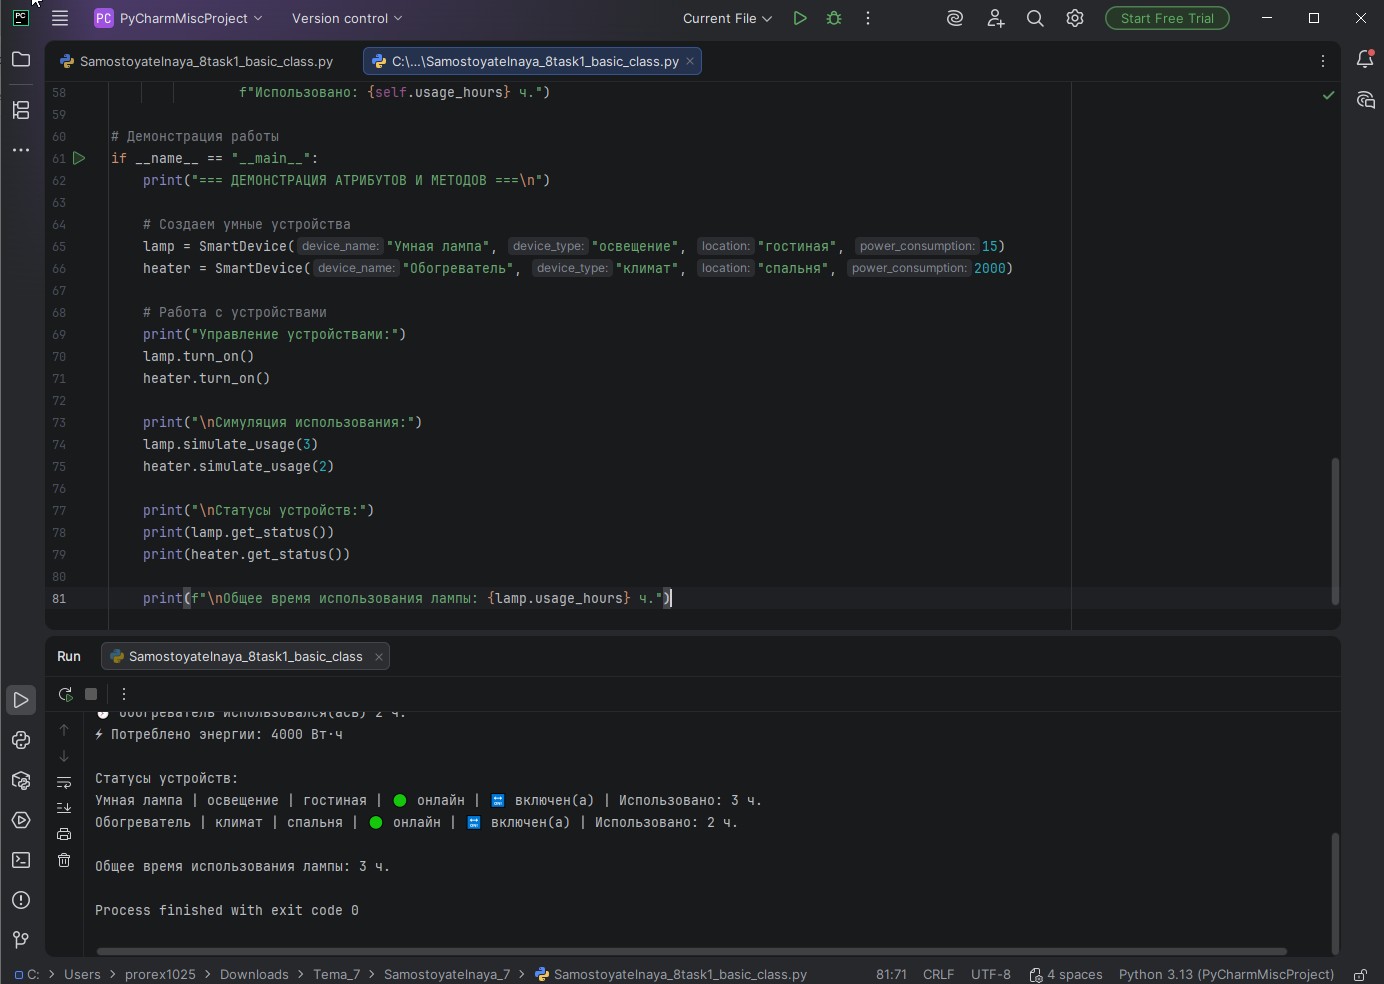 PC PyCharmMiscProject Version control Current File Start Free Trial
Samostoyatelnaya_8task1_basic_class.py C:\...\Samostoyatelnaya_8task1_basic_class.py
58 f"Использовано: {self.usage_hours} ч.")
59
60 # Демонстрация работы
61 if __name__ == "__main__":
62 print("=== ДЕМОНСТРАЦИЯ АТРИБУТОВ И МЕТОДОВ ===\n")
63
64 # Создаем умные устройства
65 lamp = SmartDevice( device_name: "Умная лампа", device_type: "освещение", location: "гостиная", power_consumption: 15)
66 heater = SmartDevice( device_name: "Обогреватель", device_type: "климат", location: "спальня", power_consumption: 2000)
67
68 # Работа с устройствами
69 print("Управление устройствами:")
70 lamp.turn_on()
71 heater.turn_on()
72
73 print("\nСимуляция использования:")
74 lamp.simulate_usage(3)
75 heater.simulate_usage(2)
76
77 print("\nСтатусы устройств:")
78 print(lamp.get_status())
79 print(heater.get_status())
80
81 print(f"\nОбщее время использования лампы: {lamp.usage_hours} ч.")
Run Samostoyatelnaya_8task1_basic_class
Обогреватель использовался(ась) 2 ч.
⚡ Потреблено энергии: 4000 Вт·ч
Статусы устройств:
Умная лампа | освещение | гостиная | 🟢 онлайн | 🔛 включен(а) | Использовано: 3 ч.
Обогреватель | климат | спальня | 🟢 онлайн | 🔛 включен(а) | Использовано: 2 ч.
Общее время использования лампы: 3 ч.
Process finished with exit code 0
C: > Users > prorex1025 > Downloads > Tema_7 > Samostoyatelnaya_7 > Samostoyatelnaya_8task1_basic_class.py 81:71 CRLF UTF-8 4 spaces Python 3.13 (PyCharmMiscProject)